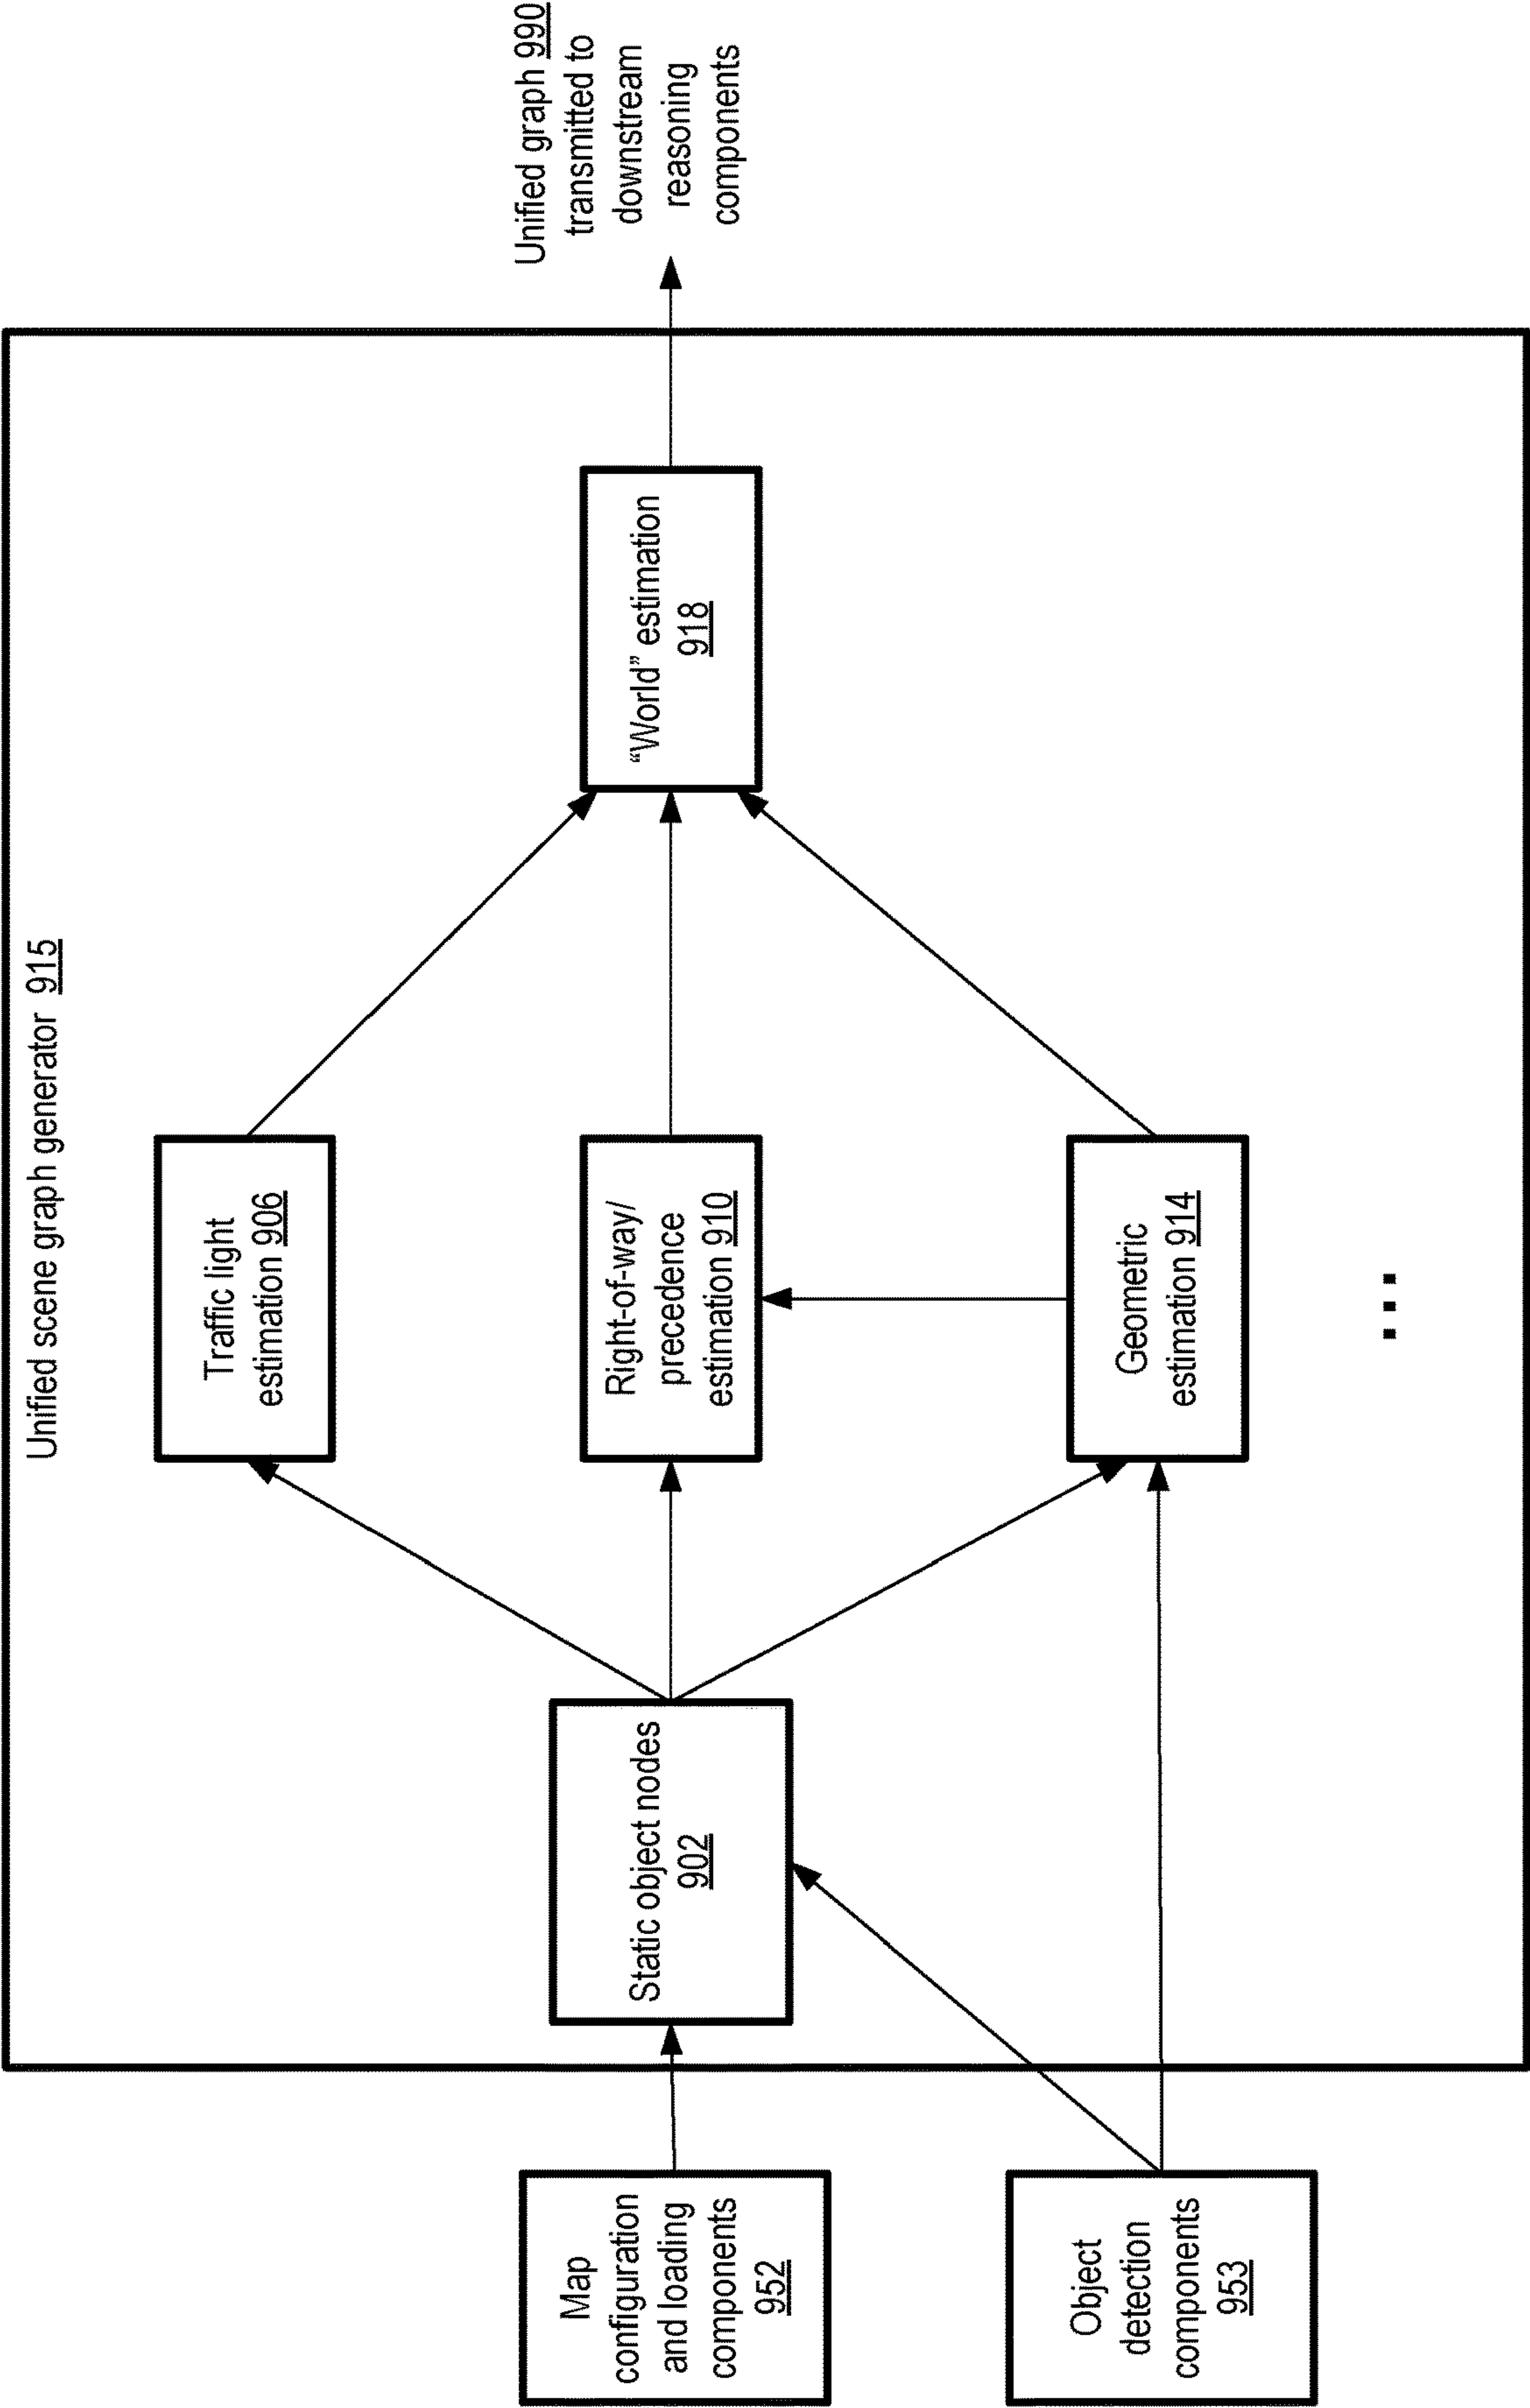 Unified scene graph generator 915
Map
configuration
and loading
components
952
Object
detection
components
953
Static object nodes
902
Traffic light
estimation 906
Right-of-way/
precedence
estimation 910
Geometric
estimation 914
...
“World” estimation
918
Unified graph 990
transmitted to
downstream
reasoning
components